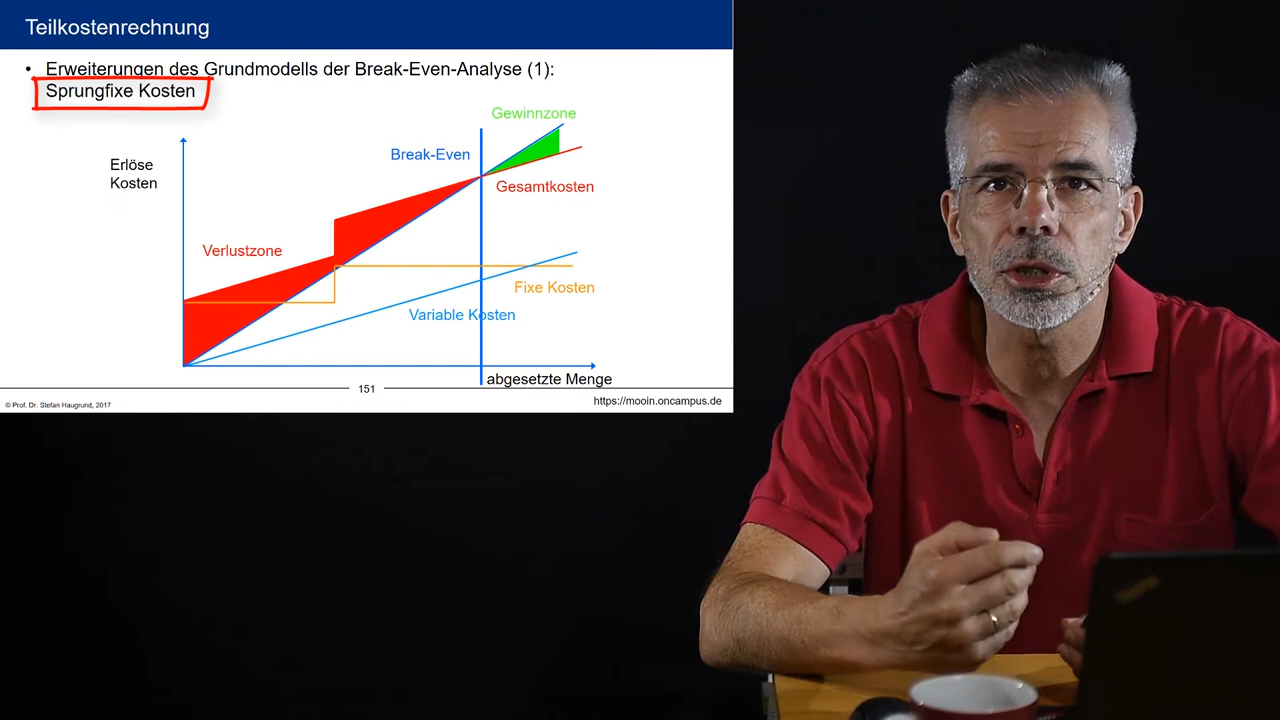 Teilkostenrechnung
• Erweiterungen des Grundmodells der Break-Even-Analyse (1):
Sprungfixe Kosten
Gewinnzone
Break-Even
Erlöse
Kosten
Gesamtkosten
Verlustzone
Fixe Kosten
Variable Kosten
abgesetzte Menge
151
© Prof. Dr. Stefan Haugrund, 2017
https://mooin.oncampus.de